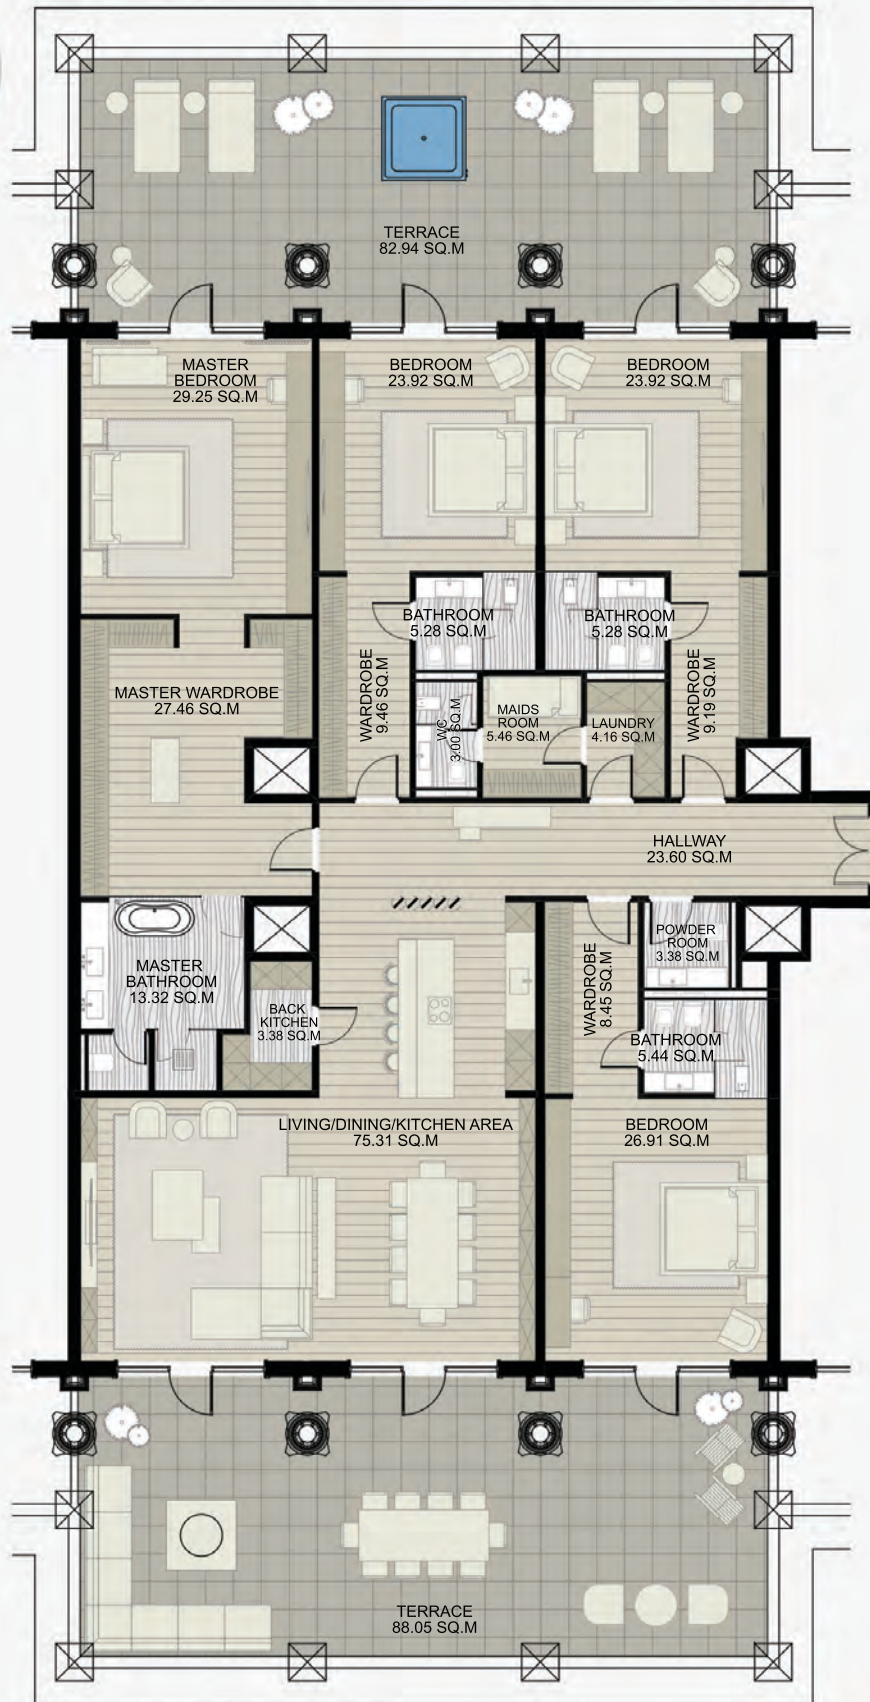 TERRACE
82.94 SQ.M
MASTER
BEDROOM
29.25 SQ.M
BEDROOM
23.92 SQ.M
BEDROOM
23.92 SQ.M
BATHROOM
5.28 SQ.M
BATHROOM
5.28 SQ.M
MASTER WARDROBE
27.46 SQ.M
WARDROBE
9.46 SQ.M
WC
3.00 SQ.M
MAIDS
ROOM
5.46 SQ.M
LAUNDRY
4.16 SQ.M
WARDROBE
9.19 SQ.M
HALLWAY
23.60 SQ.M
MASTER
BATHROOM
13.32 SQ.M
BACK
KITCHEN
3.38 SQ.M
WARDROBE
8.45 SQ.M
POWDER
ROOM
3.38 SQ.M
BATHROOM
5.44 SQ.M
LIVING/DINING/KITCHEN AREA
75.31 SQ.M
BEDROOM
26.91 SQ.M
TERRACE
88.05 SQ.M